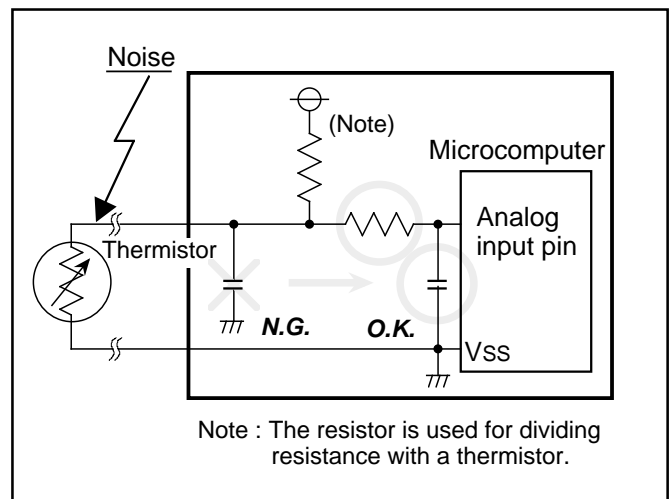 Noise
(Note)
Microcomputer
Analog
input pin
Thermistor
N.G.
O.K.
VSS
Note : The resistor is used for dividing
resistance with a thermistor.